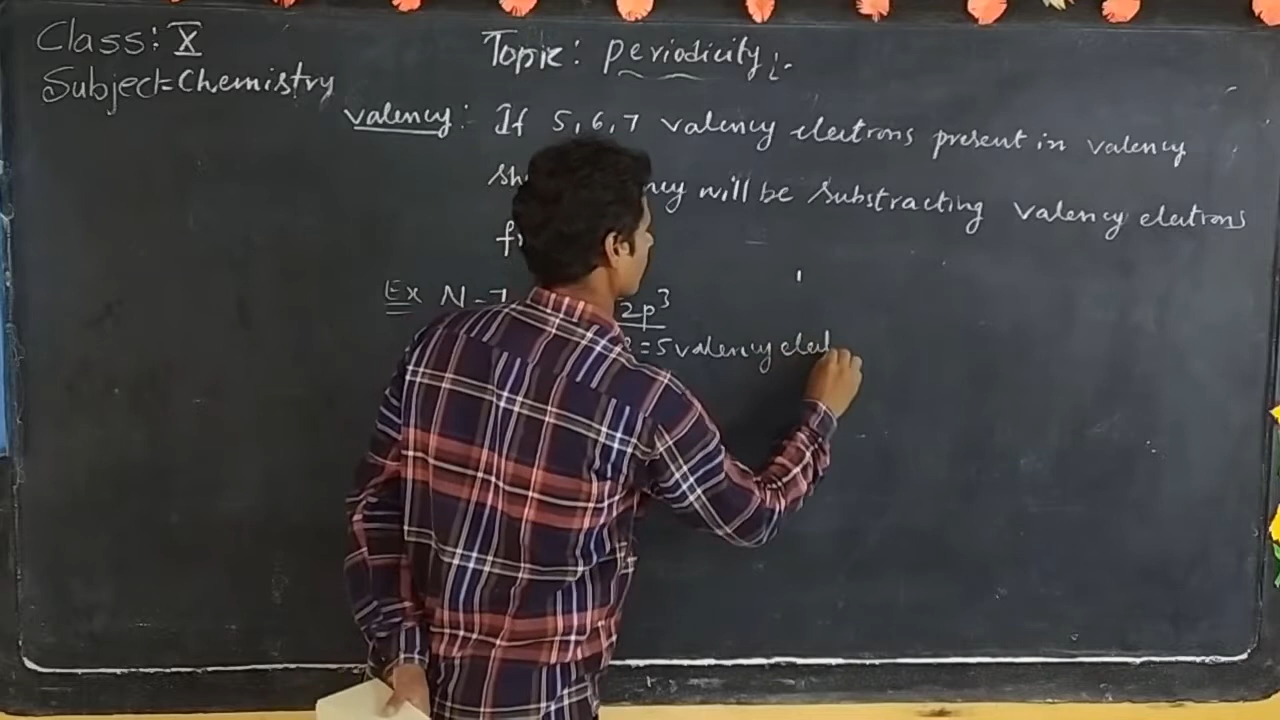 Class: X
Subject=Chemistry
Topic: periodicity:-
valency: If 5,6,7 valency electrons present in valency
will be Substracting valency electrons
Ex N-7 2p³
=5 valency elect